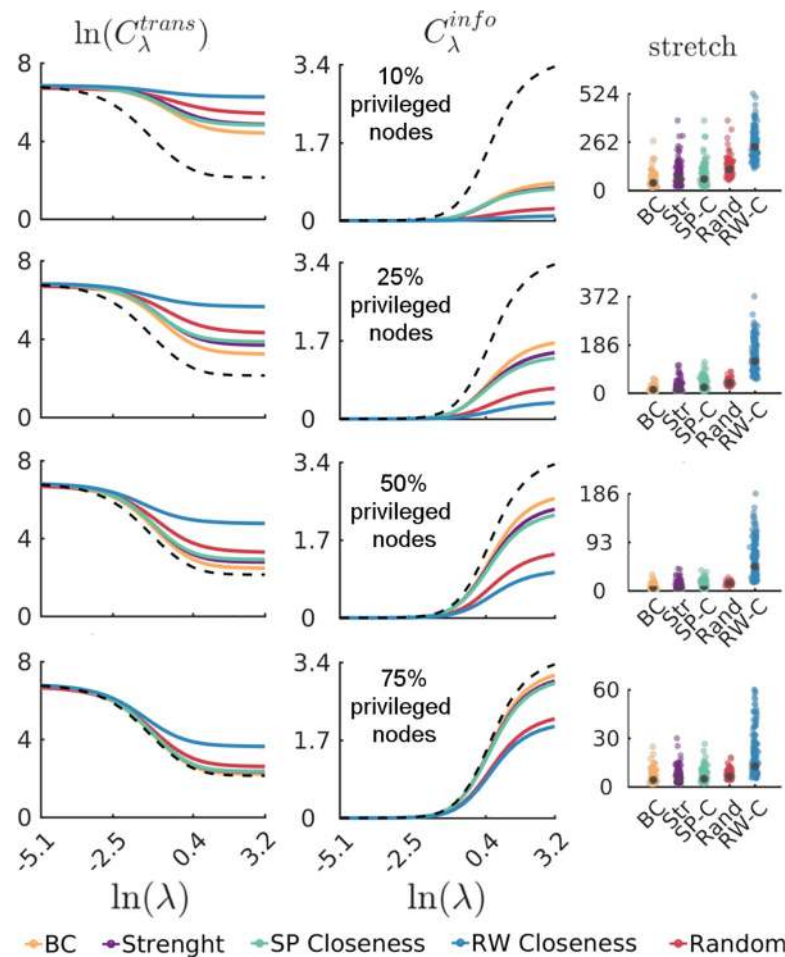 ln(C_λ^{trans}) C_λ^{info} stretch
8
4
0
3.4
1.7
0
10%
privileged
nodes
524
262
0
BC Str SP-C Rand RW-C
8
4
0
3.4
1.7
0
25%
privileged
nodes
372
186
0
BC Str SP-C Rand RW-C
8
4
0
3.4
1.7
0
50%
privileged
nodes
186
93
0
BC Str SP-C Rand RW-C
8
4
0
3.4
1.7
0
75%
privileged
nodes
60
30
0
BC Str SP-C Rand RW-C
-5.1 -2.5 0.4 3.2
-5.1 -2.5 0.4 3.2
ln(λ) ln(λ)
BC Strenght SP Closeness RW Closeness Random